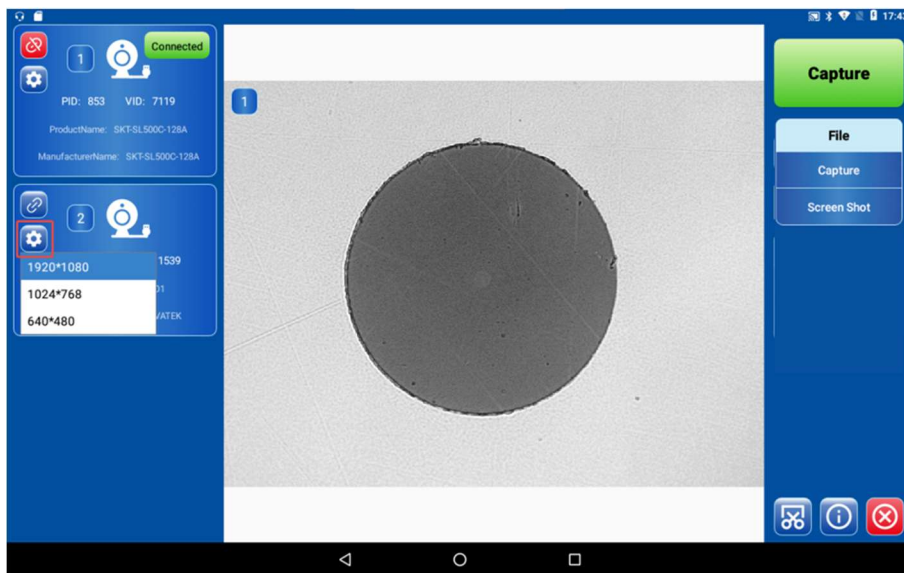 17:43
1
Connected
PID: 853 VID: 7119
ProductName: SKT-SL500C-128A
ManufacturerName: SKT-SL500C-128A
2
1539
1920*1080
1024*768
640*480
1
Capture
File
Capture
Screen Shot